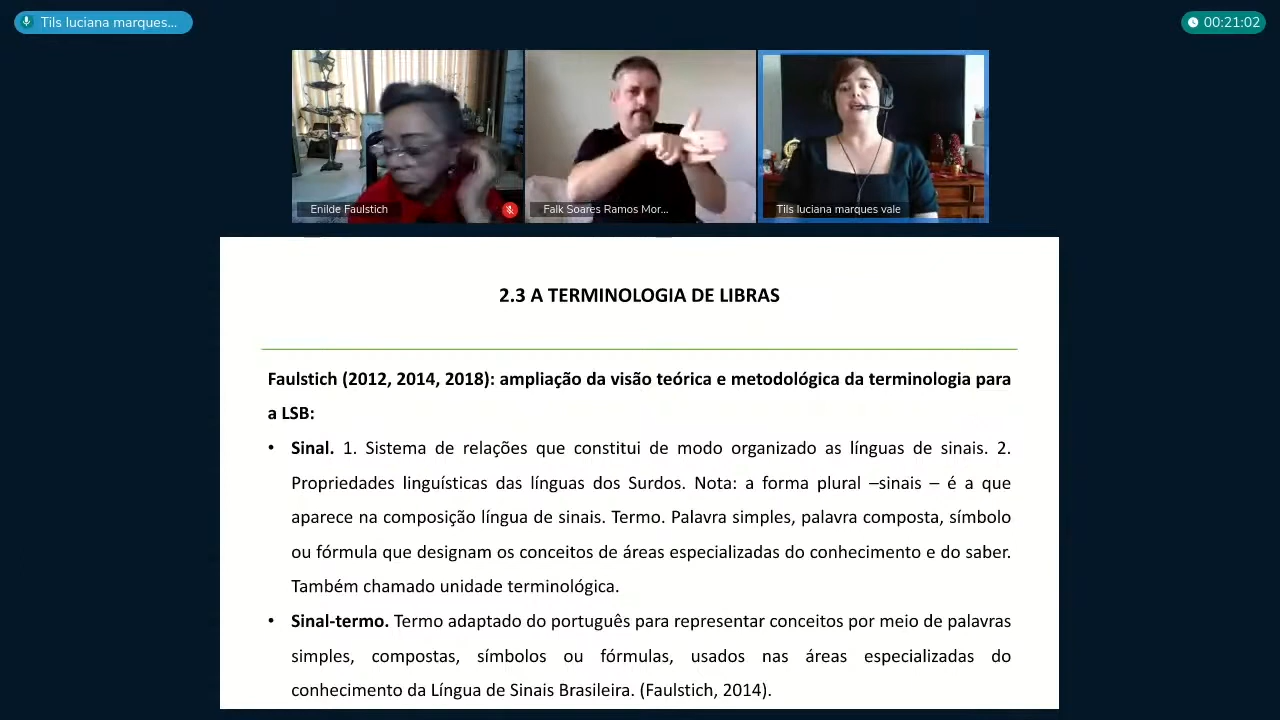 Tils luciana marques...
00:21:02
Enilde Faulstich
Falk Soares Ramos Mor...
Tils luciana marques vale
2.3 A TERMINOLOGIA DE LIBRAS
Faulstich (2012, 2014, 2018): ampliação da visão teórica e metodológica da terminologia para
a LSB:
• Sinal. 1. Sistema de relações que constitui de modo organizado as línguas de sinais. 2.
Propriedades linguísticas das línguas dos Surdos. Nota: a forma plural –sinais – é a que
aparece na composição língua de sinais. Termo. Palavra simples, palavra composta, símbolo
ou fórmula que designam os conceitos de áreas especializadas do conhecimento e do saber.
Também chamado unidade terminológica.
• Sinal-termo. Termo adaptado do português para representar conceitos por meio de palavras
simples, compostas, símbolos ou fórmulas, usados nas áreas especializadas do
conhecimento da Língua de Sinais Brasileira. (Faulstich, 2014).